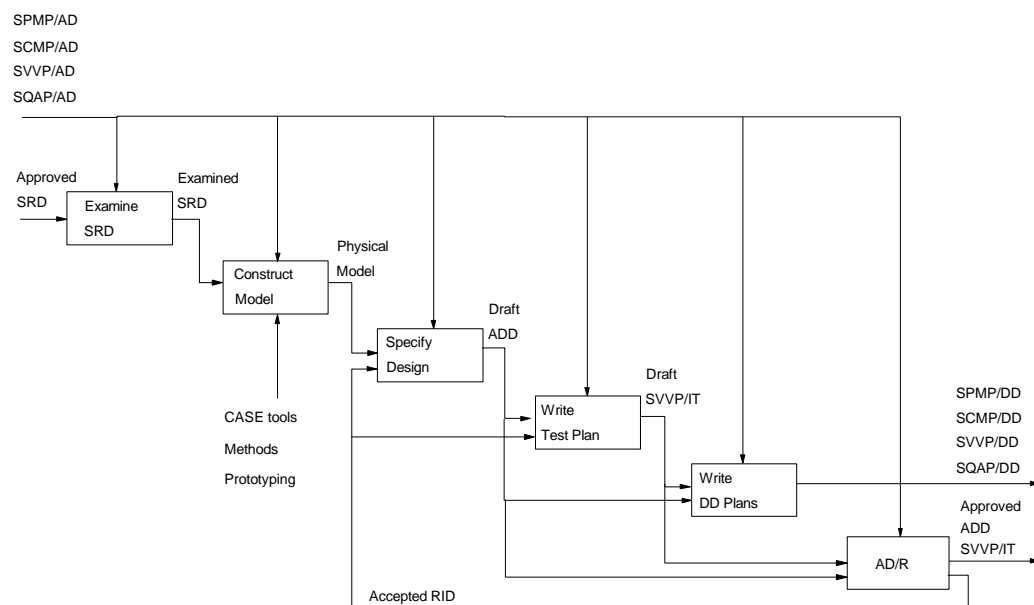 SPMP/AD
SCMP/AD
SVVP/AD
SQAP/AD
Approved
SRD
Examine
SRD
Examined
SRD
Construct
Model
Physical
Model
CASE tools
Methods
Prototyping
Specify
Design
Draft
ADD
Write
Test Plan
Draft
SVVP/IT
Write
DD Plans
SPMP/DD
SCMP/DD
SVVP/DD
SQAP/DD
AD/R
Approved
ADD
SVVP/IT
Accepted RID